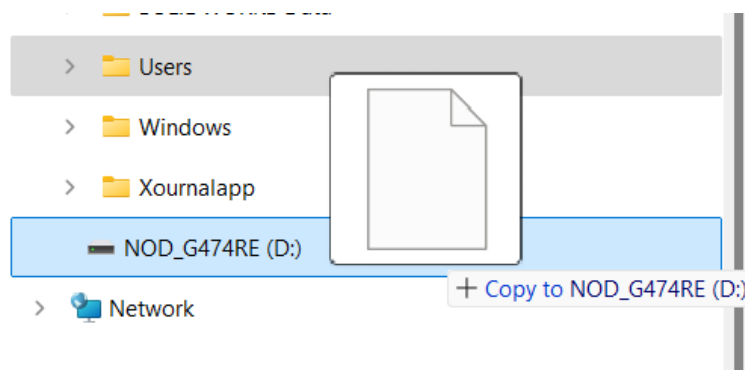 Users
Windows
Xournalapp
NOD_G474RE (D:)
+ Copy to NOD_G474RE (D:)
Network